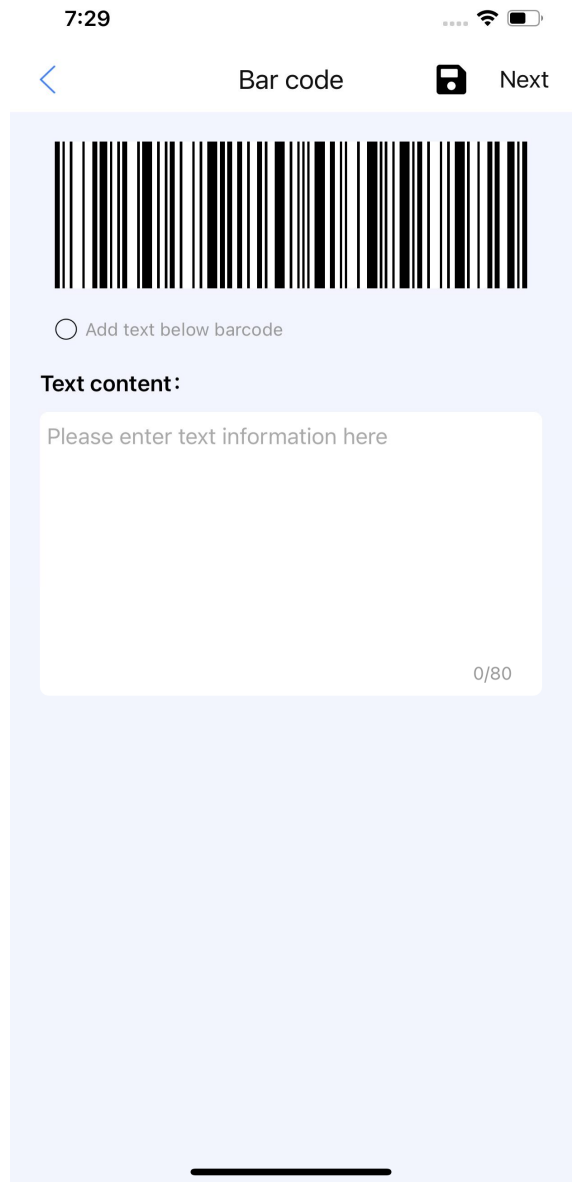 7:29
Bar code
Next
Add text below barcode
Text content:
Please enter text information here
0/80